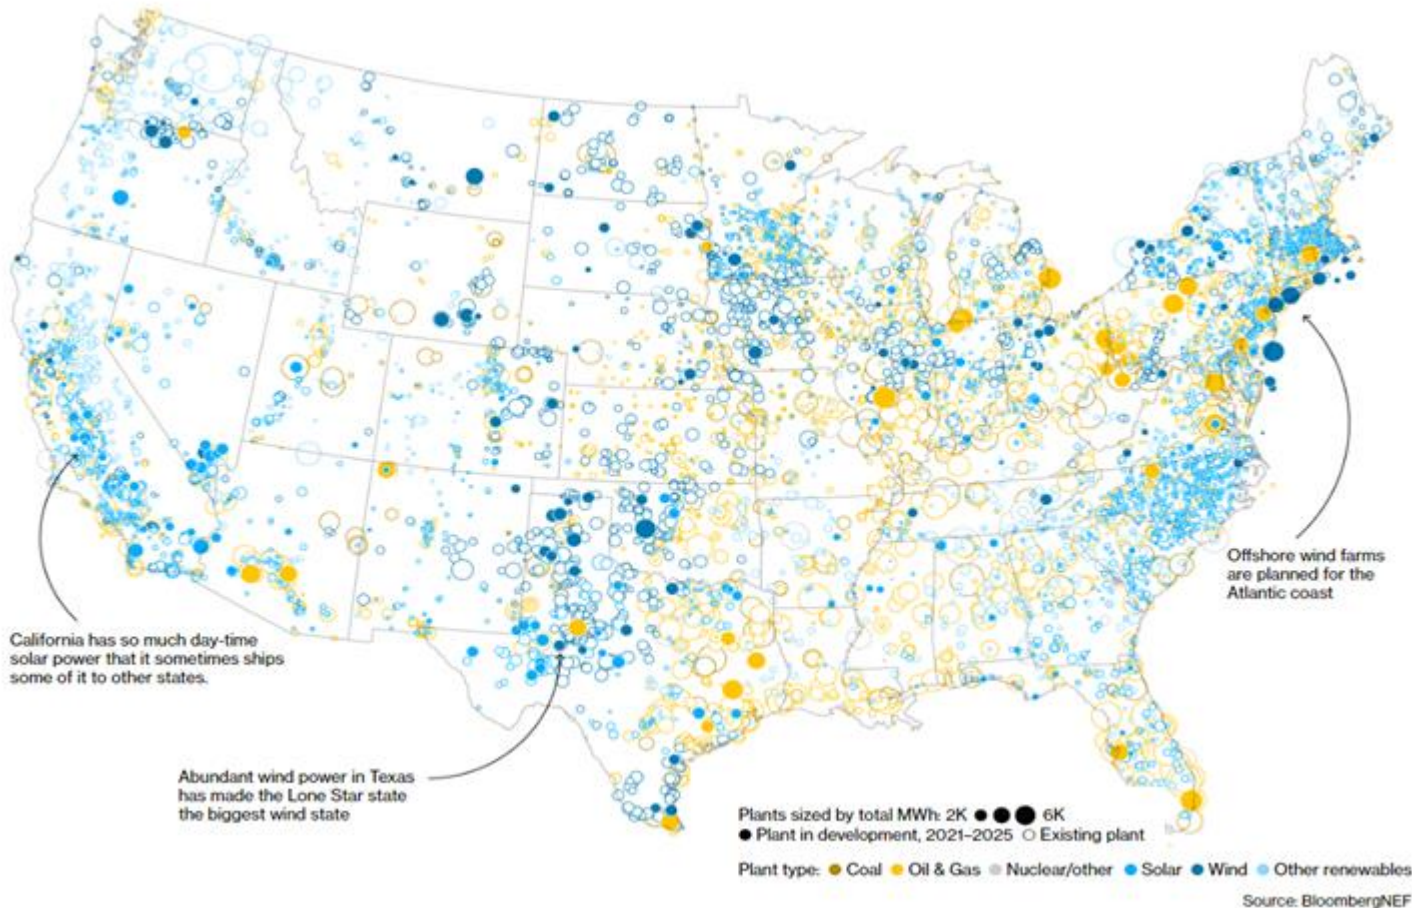 Offshore wind farms
are planned for the
Atlantic coast
California has so much day-time
solar power that it sometimes ships
some of it to other states.
Abundant wind power in Texas
has made the Lone Star state
the biggest wind state
Plants sized by total MWh: 2K 6K
Plant in development, 2021–2025 Existing plant
Plant type: Coal Oil & Gas Nuclear/other Solar Wind Other renewables
Source: BloombergNEF